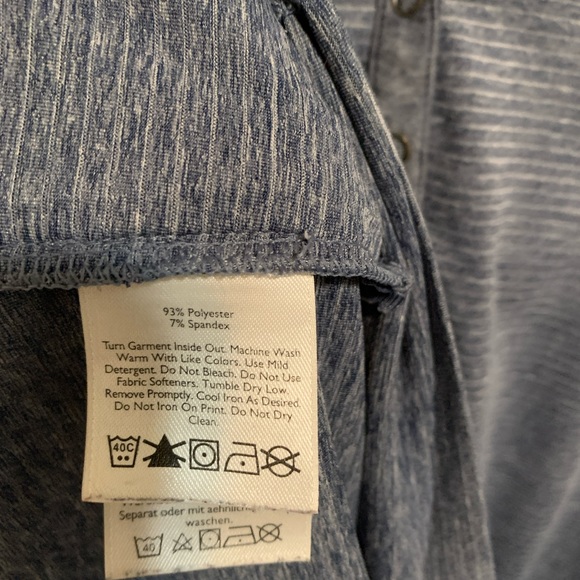 93% Polyester
7% Spandex
Turn Garment Inside Out. Machine Wash
Warm With Like Colors. Use Mild
Detergent. Do Not Bleach. Do Not Use
Fabric Softeners. Tumble Dry Low
Remove Promptly. Cool Iron As Desired.
Do Not Iron On Print. Do Not Dry
Clean.
40C
Separat oder mit aehnlichen
waschen.
40